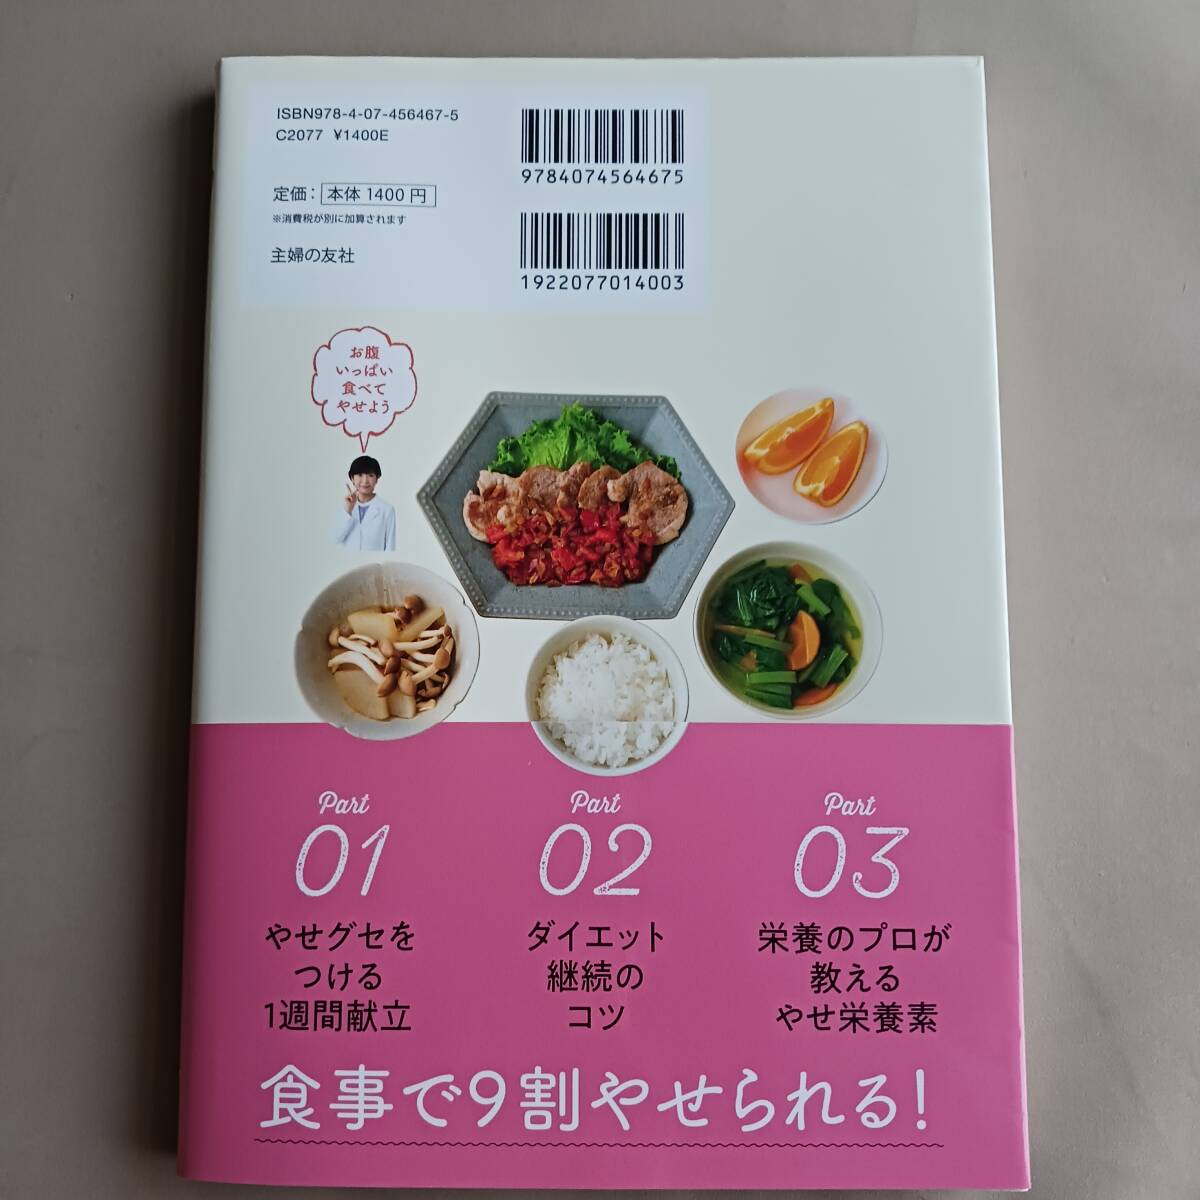 ISBN978-4-07-456467-5
C2077 ¥1400E
定価：本体1400円
※消費税が別に加算されます
主婦の友社
9784074564675
1922077014003
お腹
いっぱい
食べて
やせよう
Part
01
やせグセを
つける
1週間献立
Part
02
ダイエット
継続の
コツ
Part
03
栄養のプロが
教える
やせ栄養素
食事で9割やせられる！